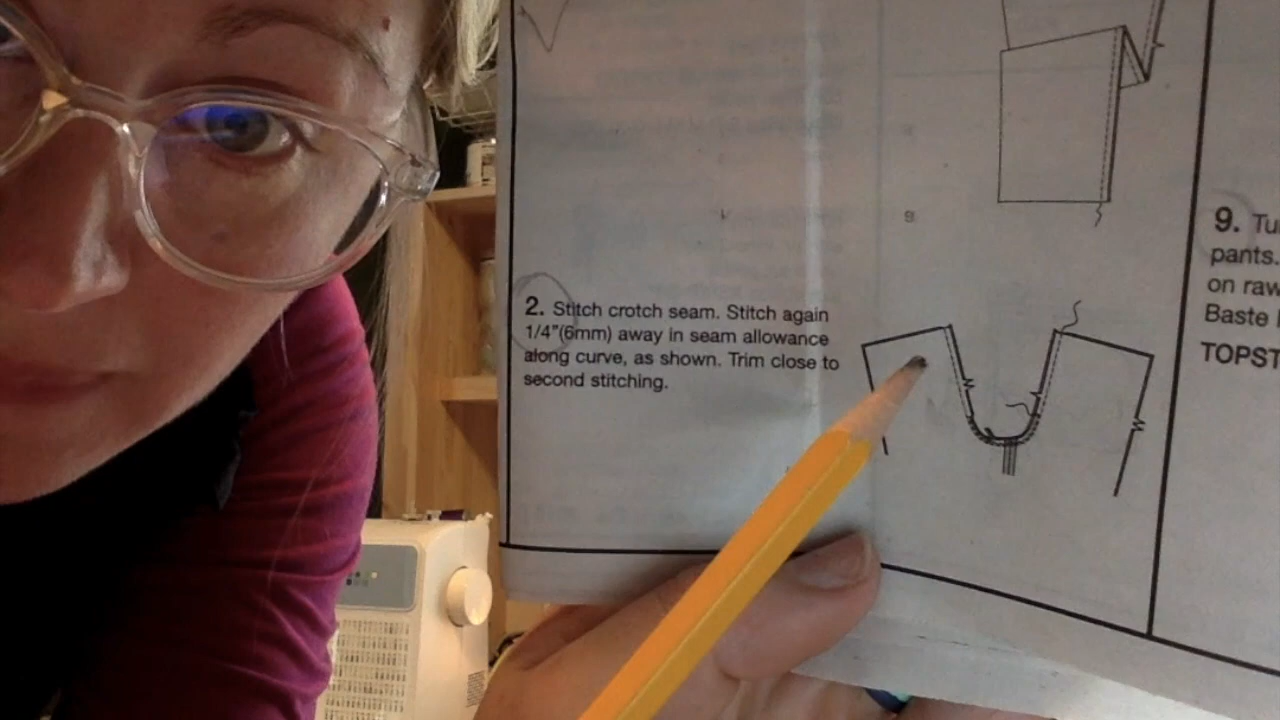 2. Stitch crotch seam. Stitch again
1/4"(6mm) away in seam allowance
along curve, as shown. Trim close to
second stitching.
9.
pants.
on raw
Baste